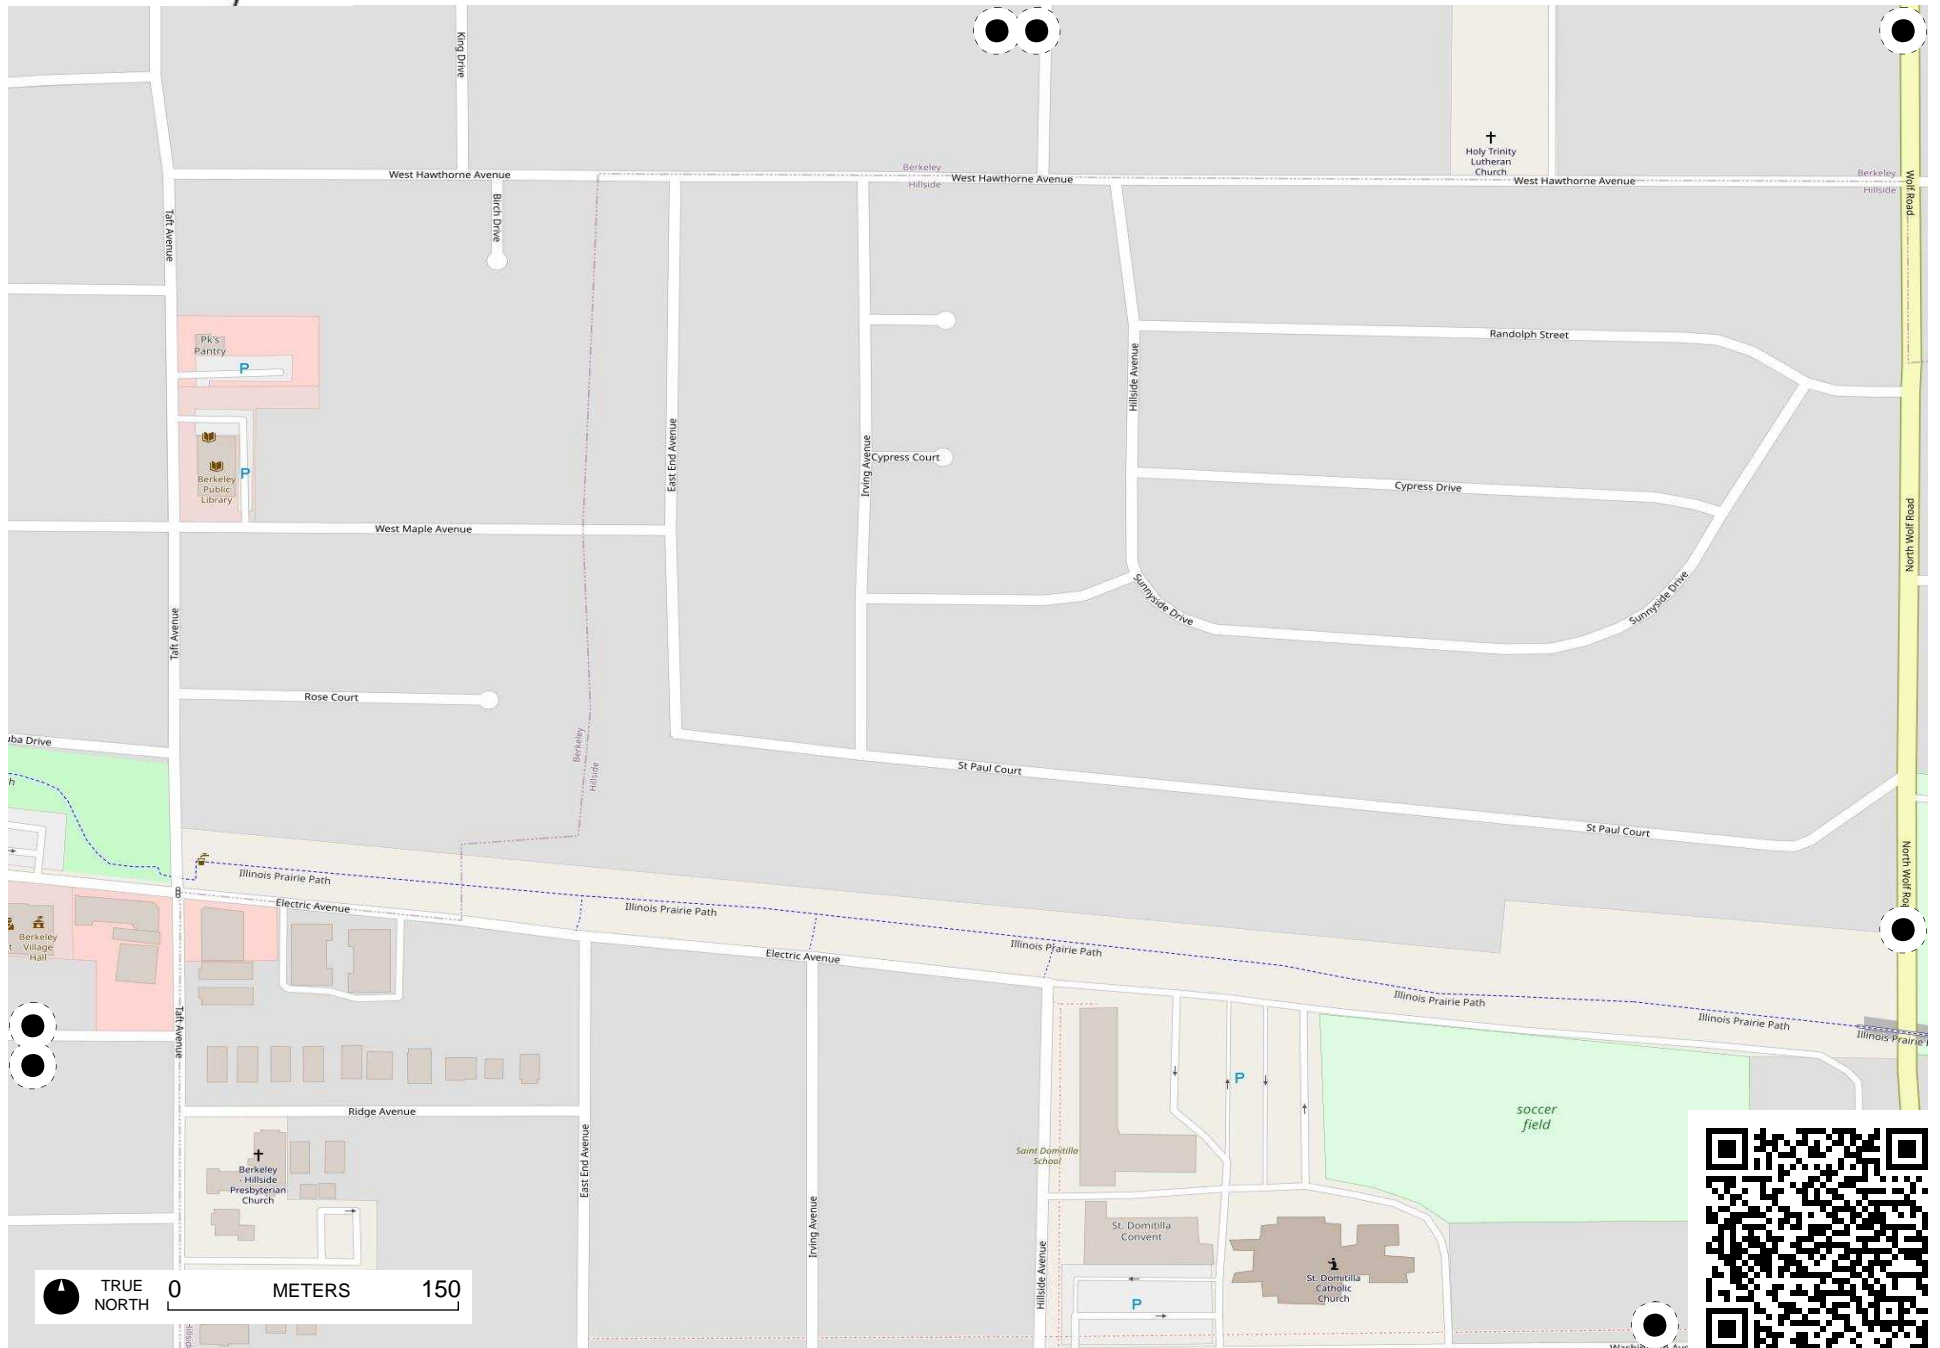 King Drive
West Hawthorne Avenue
Berkeley
Hillside
West Hawthorne Avenue
Holy Trinity
Lutheran
Church
West Hawthorne Avenue
Berkeley
Hillside
Wolf Road
Taft Avenue
Birch Drive
Pk's
Pantry
P
Randolph Street
Hillside Avenue
East End Avenue
Irving Avenue
Cypress Court
P
Berkeley
Public
Library
Cypress Drive
West Maple Avenue
North Wolf Road
Sunnyside Drive
Sunnyside Drive
Taft Avenue
Rose Court
Berkeley
Hillside
St Paul Court
St Paul Court
Illinois Prairie Path
Electric Avenue
Illinois Prairie Path
Illinois Prairie Path
Electric Avenue
Illinois Prairie Path
Illinois Prairie Path
North Wolf Roa
Illinois Prairie
Berkeley
Village
Hall
Taft Avenue
P
soccer
field
Ridge Avenue
Saint Domitilla
School
Berkeley
- Hillside
Presbyterian
Church
East End Avenue
Irving Avenue
Hillside Avenue
St. Domitilla
Convent
St. Domitilla
Catholic
Church
P
TRUE
NORTH
0 METERS 150